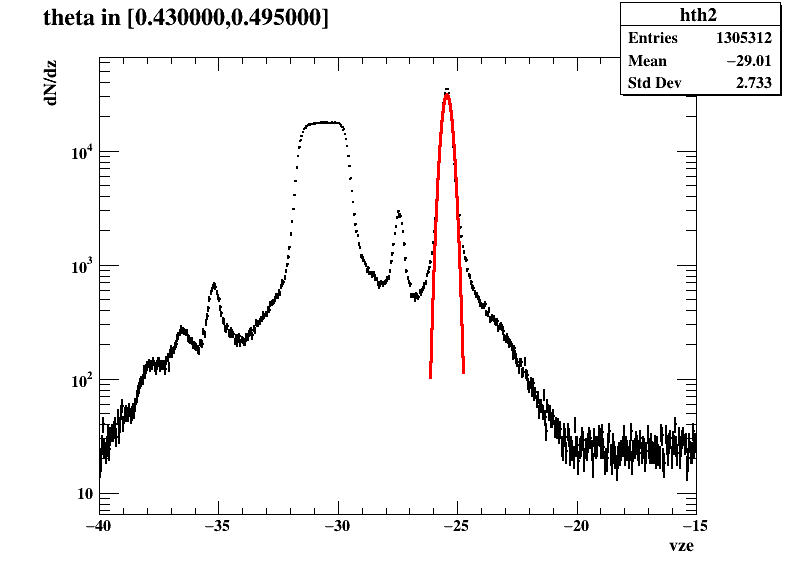 theta in [0.430000,0.495000]
hth2
Entries 1305312
Mean −29.01
Std Dev 2.733
dN/dz
10⁴
10³
10²
10
−40 −35 −30 −25 −20 −15
vze